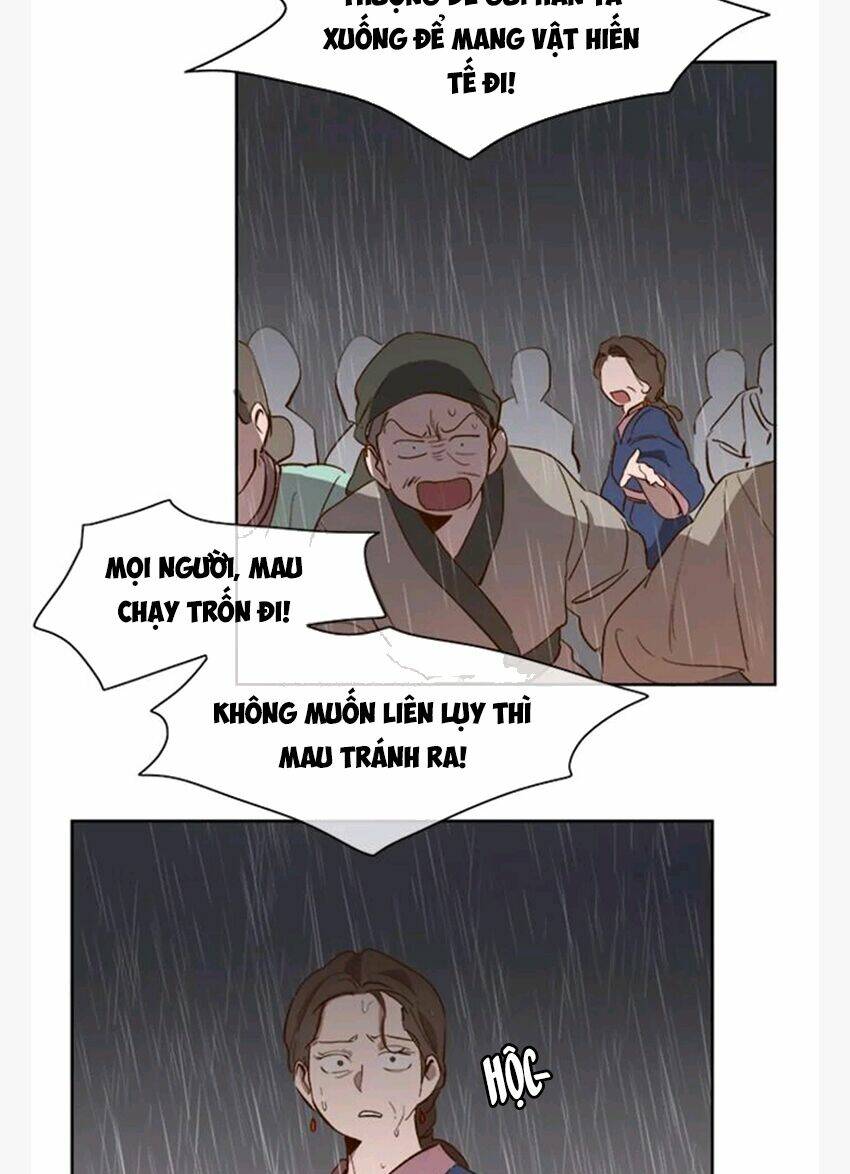 XUỐNG ĐỂ MANG VẬT HIẾN
TẾ ĐI!
MỌI NGƯỜI, MAU
CHẠY TRỐN ĐI!
KHÔNG MUỐN LIÊN LỤY THÌ
MAU TRÁNH RA!
HỘC-